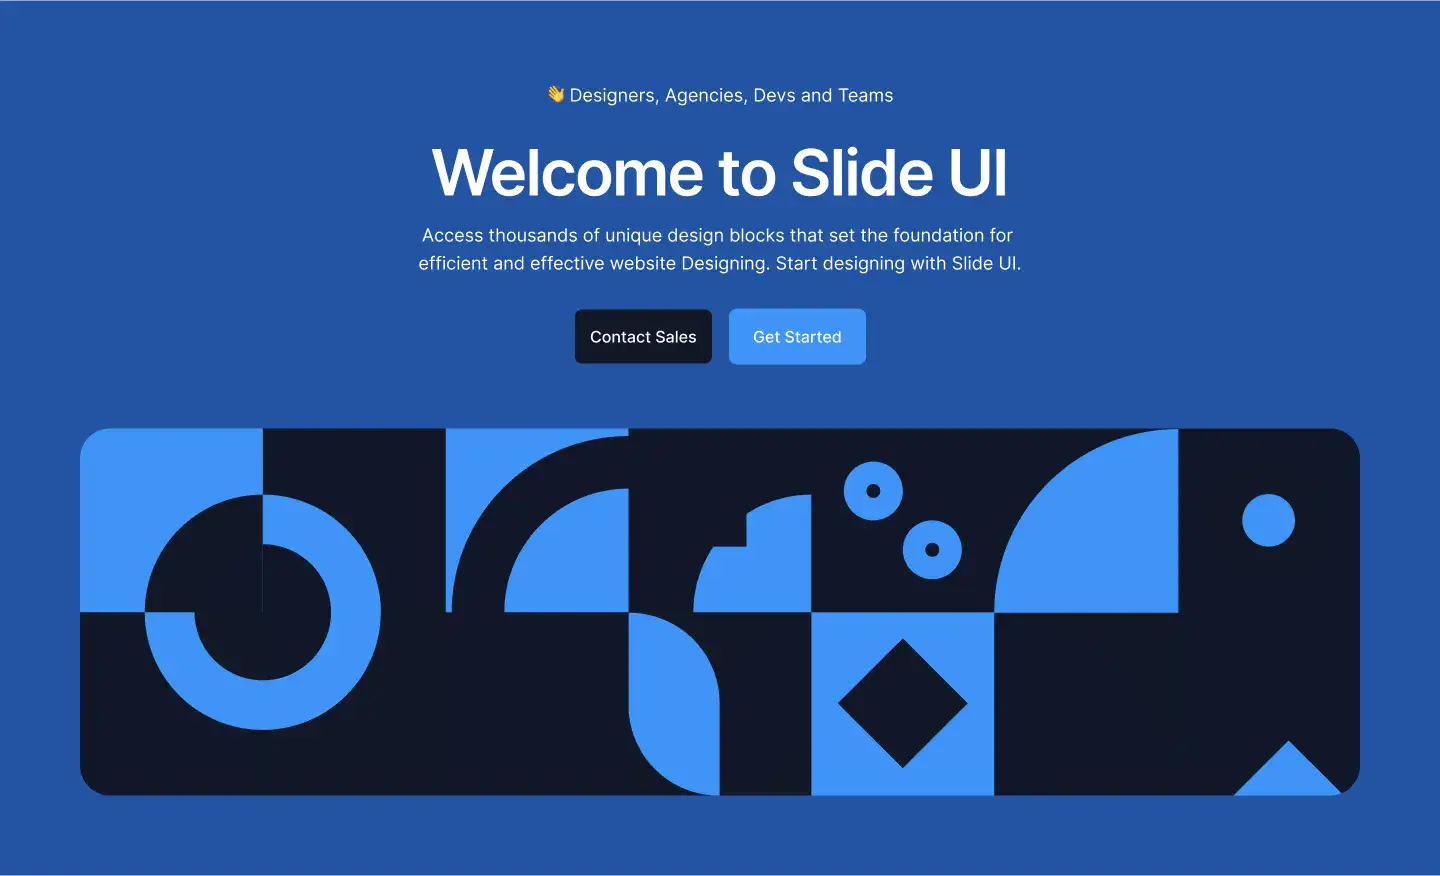 👋 Designers, Agencies, Devs and Teams
Welcome to Slide UI
Access thousands of unique design blocks that set the foundation for
efficient and effective website Designing. Start designing with Slide UI.
Contact Sales
Get Started